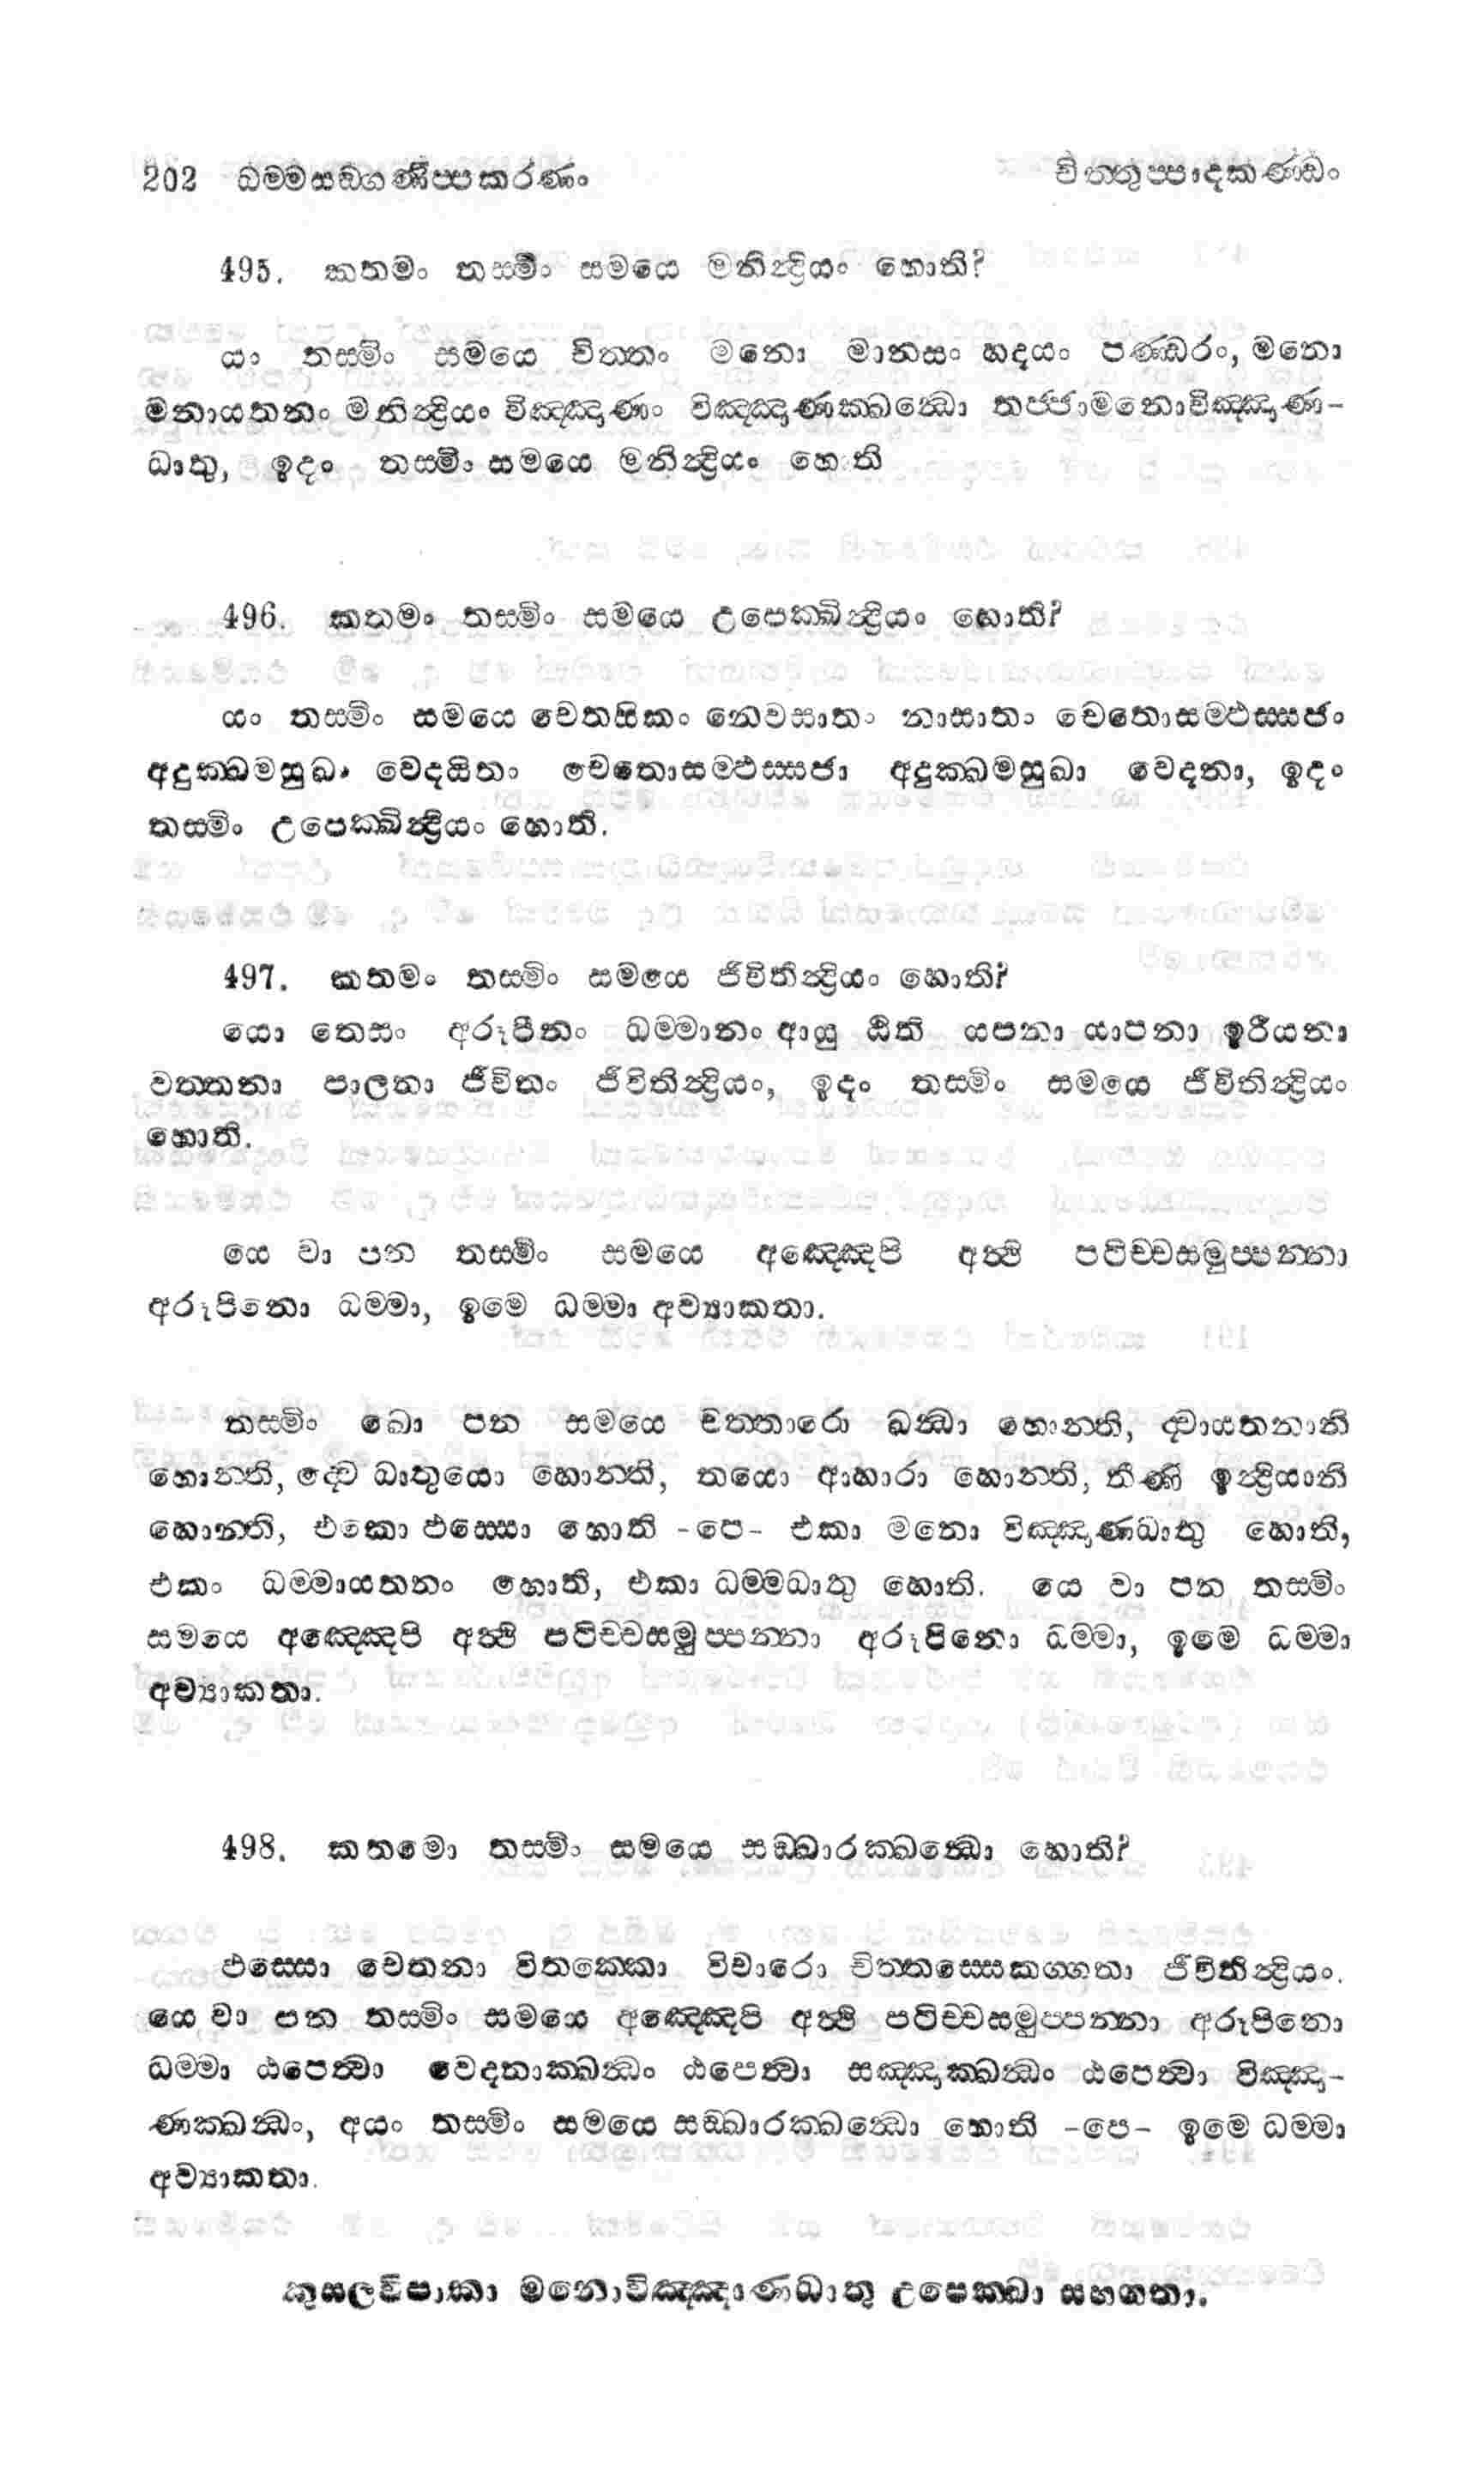 202 ධම්මසඞ්ගණිප්පකරණං චිත්තුප්පාදකණ්ඩං
495. කතමං තස්මිං සමයෙ මනින්ද්‍රියං හොති?
යං තස්මිං සමයෙ චිත්තං මනො මානසං හදයං පණ්ඩරං, මනො
මනායතනං මනින්ද්‍රියං විඤ්ඤාණං විඤ්ඤාණක්ඛන්ධො තජ්ජාමනොවිඤ්ඤාණ-
ධාතු, ඉදං තස්මිං සමයෙ මනින්ද්‍රියං හොති
496. කතමං තස්මිං සමයෙ උපෙක්ඛින්ද්‍රියං හොති?
යං තස්මිං සමයෙ චෙතසිකං නෙවසාතං නාසාතං චෙතොසම්ඵස්සජං
අදුක්ඛමසුඛං වෙදයිතං චෙතොසම්ඵස්සජා අදුක්ඛමසුඛා වෙදනා, ඉදං
තස්මිං උපෙක්ඛින්ද්‍රියං හොති.
497. කතමං තස්මිං සමයෙ ජීවිතින්ද්‍රියං හොති?
යො තෙසං අරූපීනං ධම්මානං ආයු ඨිති යපනා යාපනා ඉරියනා
වත්තනා පාලනා ජීවිතං ජීවිතින්ද්‍රියං, ඉදං තස්මිං සමයෙ ජීවිතින්ද්‍රියං
හොති.
යෙ වා පන තස්මිං සමයෙ අඤ්ඤෙපි අත්ථි පටිච්චසමුප්පන්නා
අරූපිනො ධම්මා, ඉමෙ ධම්මා අව්‍යාකතා.
තස්මිං ඛො පන සමයෙ චත්තාරො ඛන්ධා හොන්ති, ද්වායතනානි
හොන්ති, ද්වෙ ධාතුයො හොන්ති, තයො ආහාරා හොන්ති, තීණි ඉන්ද්‍රියානි
හොන්ති, එකො ඵස්සො හොති -පෙ- එකා මනො විඤ්ඤාණධාතු හොති,
එකං ධම්මායතනං හොති, එකා ධම්මධාතු හොති. යෙ වා පන තස්මිං
සමයෙ අඤ්ඤෙපි අත්ථි පටිච්චසමුප්පන්නා අරූපිනො ධම්මා, ඉමෙ ධම්මා
අව්‍යාකතා.
498. කතමො තස්මිං සමයෙ සඞ්ඛාරක්ඛන්ධො හොති?
ඵස්සො චෙතනා විතක්කො විචාරො චිත්තස්සෙකග්ගතා ජීවිතින්ද්‍රියං.
යෙ වා පන තස්මිං සමයෙ අඤ්ඤෙපි අත්ථි පටිච්චසමුප්පන්නා අරූපිනො
ධම්මා ඨපෙත්වා වෙදනාක්ඛන්ධං ඨපෙත්වා සඤ්ඤාක්ඛන්ධං ඨපෙත්වා විඤ්ඤා-
ණක්ඛන්ධං, අයං තස්මිං සමයෙ සඞ්ඛාරක්ඛන්ධො හොති -පෙ- ඉමෙ ධම්මා
අව්‍යාකතා.
කුසලවිපාකා මනොවිඤ්ඤාණධාතු උපෙක්ඛා සහගතා.